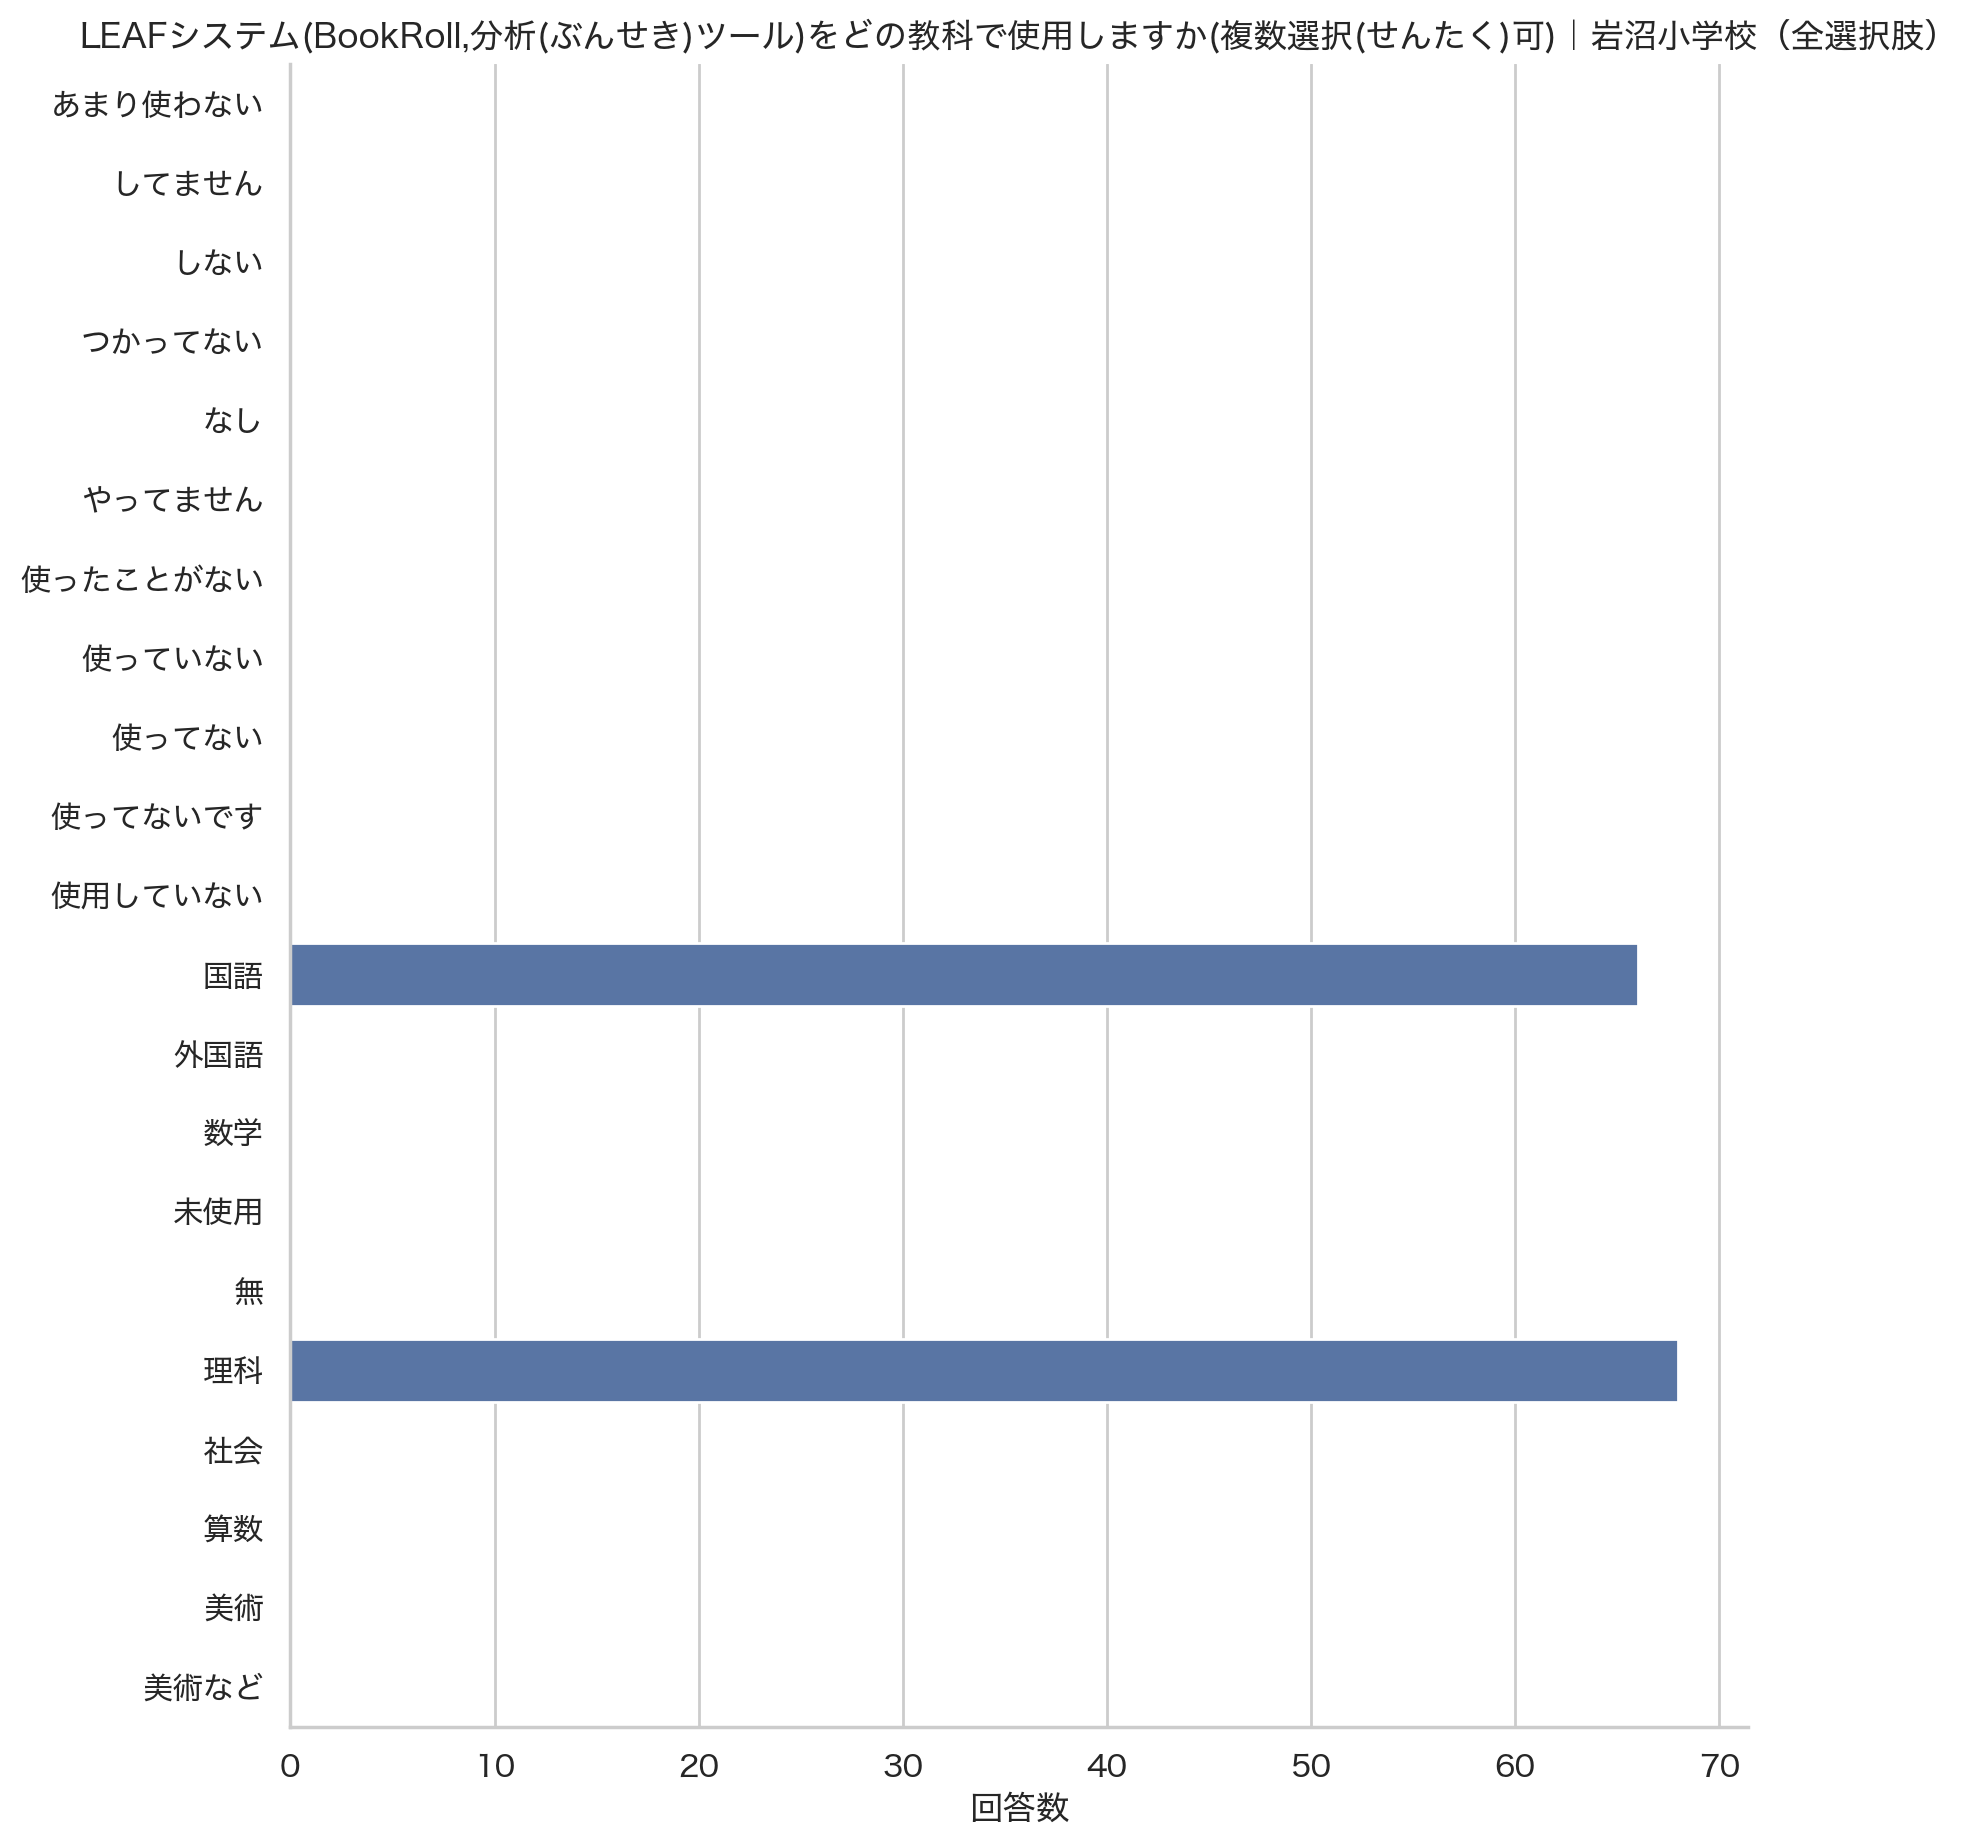 LEAFシステム(BookRoll,分析(ぶんせき)ツール)をどの教科で使用しますか(複数選択(せんたく)可)｜岩沼小学校（全選択肢）
あまり使わない
してません
しない
つかってない
なし
やってません
使ったことがない
使っていない
使ってない
使ってないです
使用していない
国語
外国語
数学
未使用
無
理科
社会
算数
美術
美術など
0 10 20 30 40 50 60 70
回答数